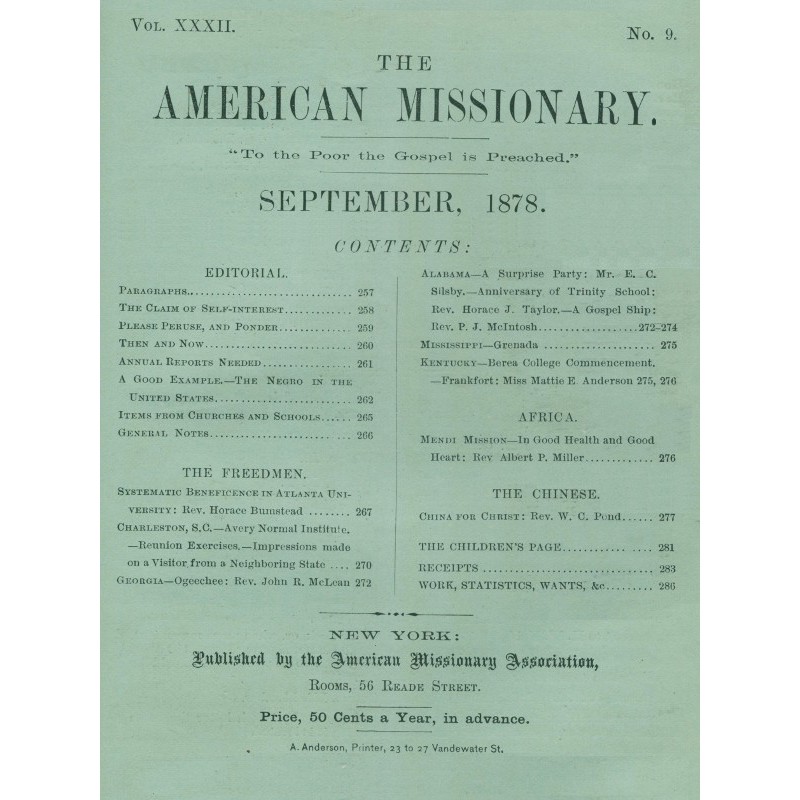 VOL. XXXII.
No. 9.
THE
AMERICAN MISSIONARY.
"To the Poor the Gospel is Preached."
SEPTEMBER, 1878.
CONTENTS:
EDITORIAL.
PARAGRAPHS............................... 257
THE CLAIM OF SELF-INTEREST............. 258
PLEASE PERUSE, AND PONDER............. 259
THEN AND NOW........................... 260
ANNUAL REPORTS NEEDED................ 261
A GOOD EXAMPLE.—THE NEGRO IN THE
UNITED STATES......................... 262
ITEMS FROM CHURCHES AND SCHOOLS...... 265
GENERAL NOTES........................ 266
THE FREEDMEN.
SYSTEMATIC BENEFICENCE IN ATLANTA UNI-
VERSITY: Rev. Horace Bumstead ........ 267
CHARLESTON, S.C.—Avery Normal Institute.
—Reunion Exercises.—Impressions made
on a Visitor from a Neighboring State .... 270
GEORGIA—Ogeechee: Rev. John R. McLean 272
ALABAMA—A Surprise Party: Mr. E. C.
Silsby.—Anniversary of Trinity School:
Rev. Horace J. Taylor.—A Gospel Ship:
Rev. P. J. McIntosh...................272-274
MISSISSIPPI—Grenada .................... 275
KENTUCKY—Berea College Commencement.
—Frankfort: Miss Mattie E. Anderson 275, 276
AFRICA.
MENDI MISSION—In Good Health and Good
Heart: Rev. Albert P. Miller............. 276
THE CHINESE.
CHINA FOR CHRIST: Rev. W. C. Pond...... 277
THE CHILDREN'S PAGE................. 281
RECEIPTS ............................... 283
WORK, STATISTICS, WANTS, &c.......... 286
NEW YORK:
Published by the American Missionary Association,
ROOMS, 56 READE STREET.
Price, 50 Cents a Year, in advance.
A. Anderson, Printer, 23 to 27 Vandewater St.